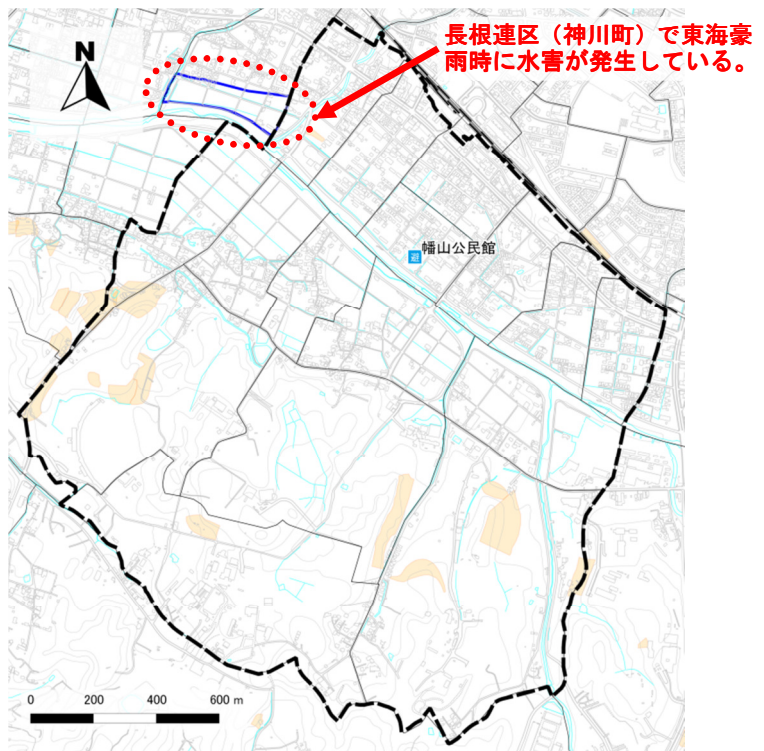 長根連区（神川町）で東海豪
雨時に水害が発生している。
N
避 幡山公民館
0 200 400 600 m